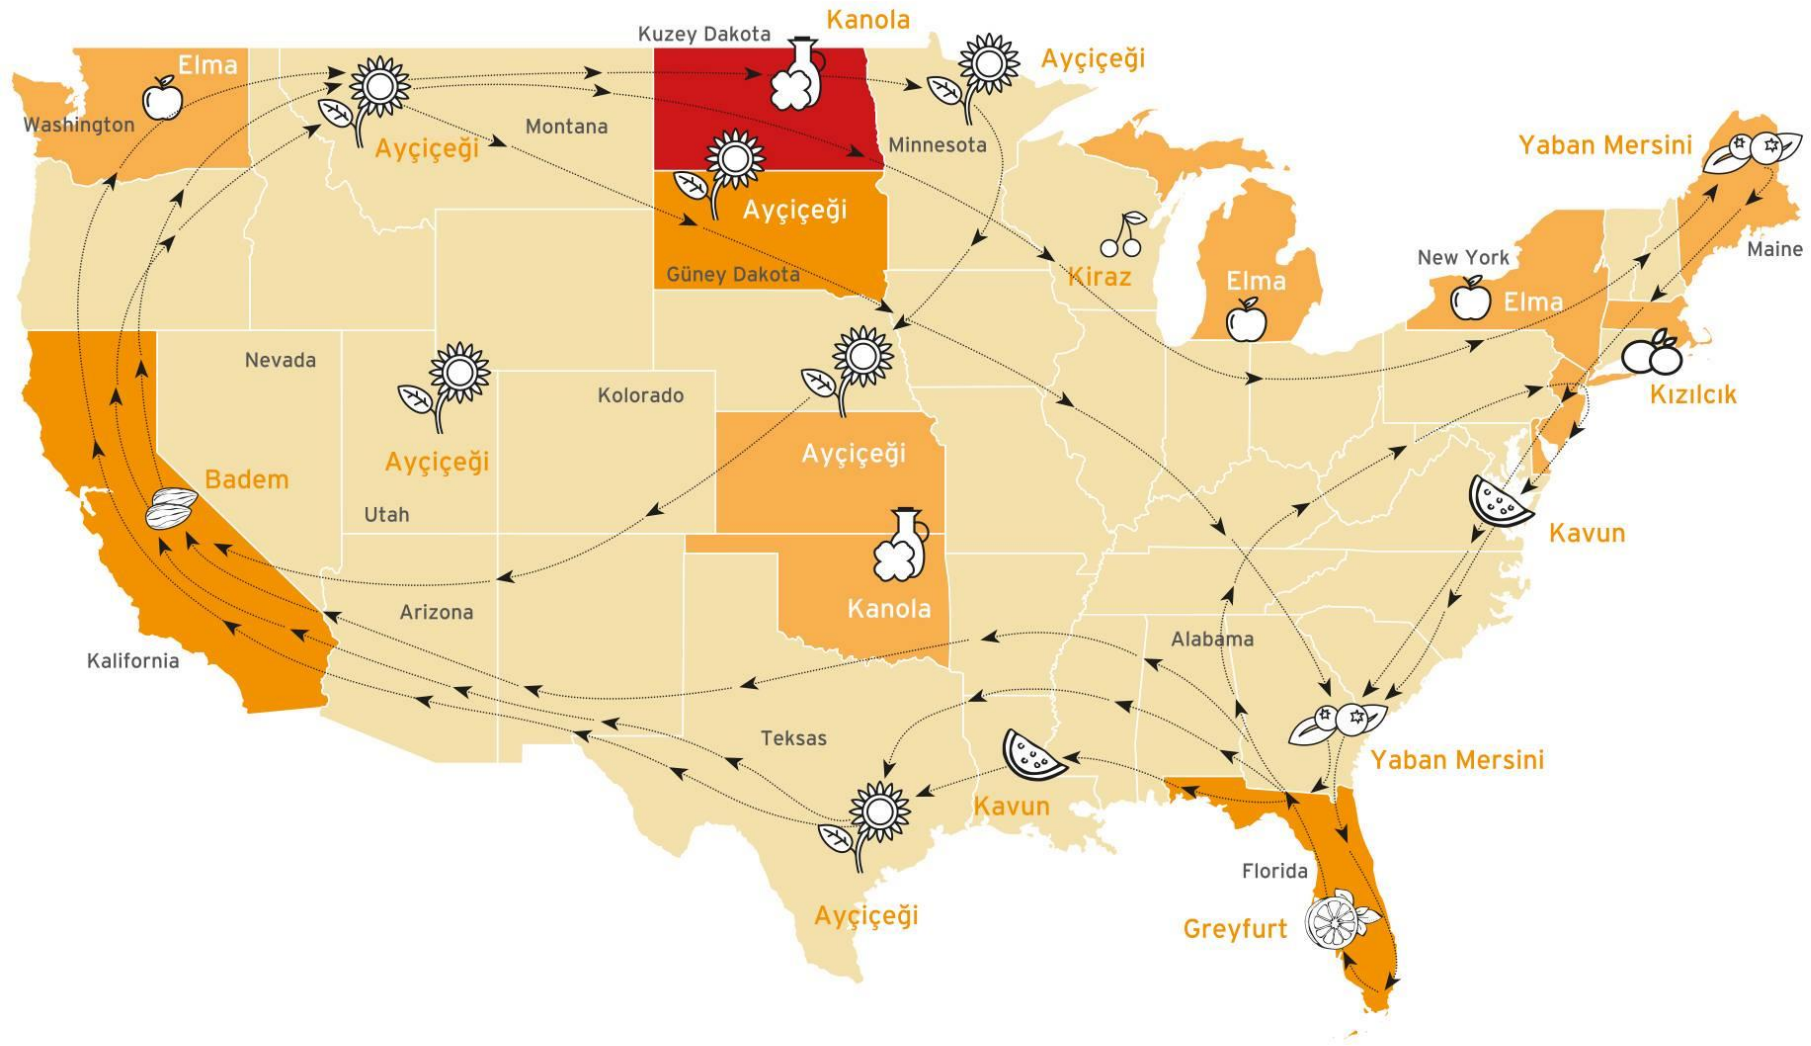 Kanola
Kuzey Dakota
Elma
Ayçiçeği
Washington
Montana
Ayçiçeği
Minnesota
Yaban Mersini
Ayçiçeği
Güney Dakota
Kiraz
Elma
New York
Elma
Maine
Nevada
Kolorado
Kızılcık
Ayçiçeği
Ayçiçeği
Badem
Utah
Kavun
Kanola
Arizona
Kalifornia
Alabama
Teksas
Yaban Mersini
Kavun
Florida
Ayçiçeği
Greyfurt